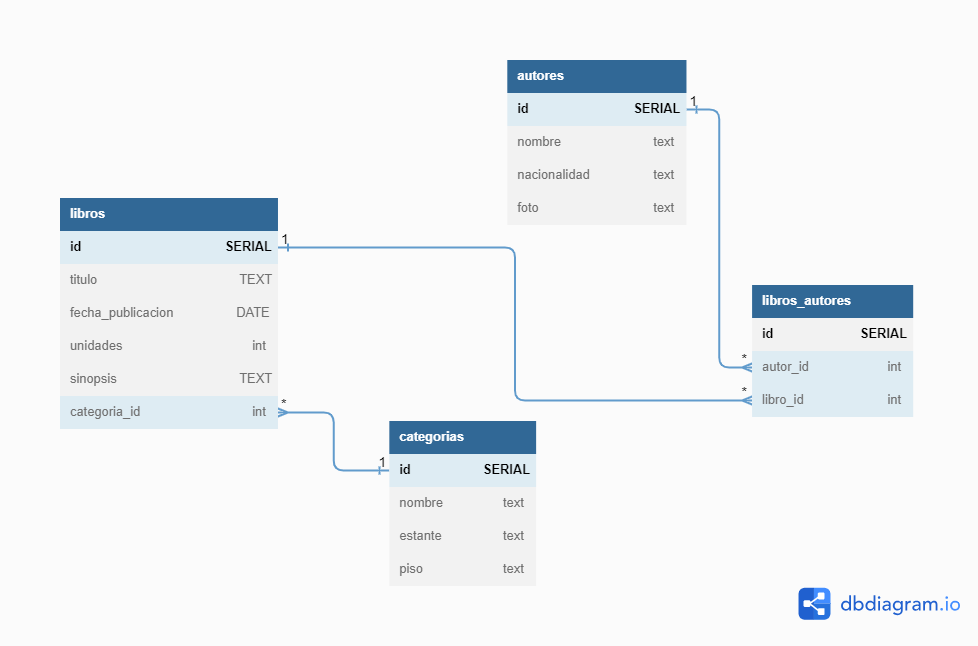 autores
id SERIAL
nombre text
nacionalidad text
foto text
1
libros
id SERIAL
titulo TEXT
fecha_publicacion DATE
unidades int
sinopsis TEXT
categoria_id int
1
*
libros_autores
id SERIAL
autor_id int
libro_id int
*
*
categorias
id SERIAL
nombre text
estante text
piso text
1
dbdiagram.io